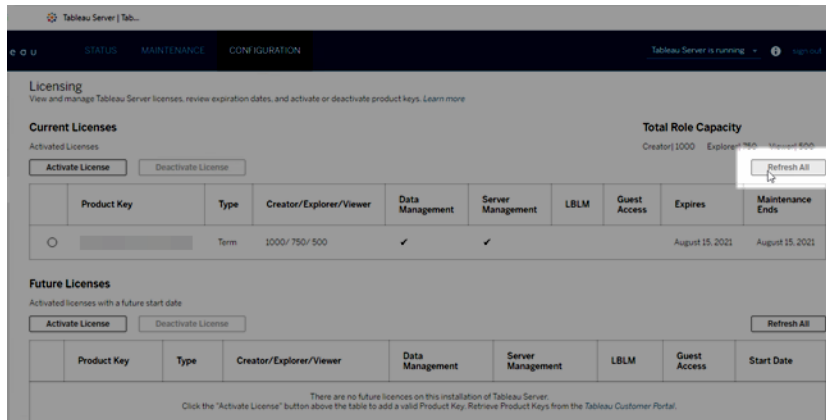 Tableau Server | Tab...
e a u STATUS MAINTENANCE CONFIGURATION Tableau Server is running i sign out
Licensing
View and manage Tableau Server licenses, review expiration dates, and activate or deactivate product keys. Learn more
Current Licenses Total Role Capacity
Activated Licenses Creator| 1000 Explorer| 750 Viewer| 500
Activate License Deactivate License Refresh All
Product Key Type Creator/Explorer/Viewer Data Management Server Management LBLM Guest Access Expires Maintenance Ends
Term 1000/ 750/ 500 ✔ ✔ August 15, 2021 August 15, 2021
Future Licenses
Activated licenses with a future start date
Activate License Deactivate License Refresh All
Product Key Type Creator/Explorer/Viewer Data Management Server Management LBLM Guest Access Start Date
There are no future licences on this installation of Tableau Server.
Click the "Activate License" button above the table to add a valid Product Key. Retrieve Product Keys from the Tableau Customer Portal.